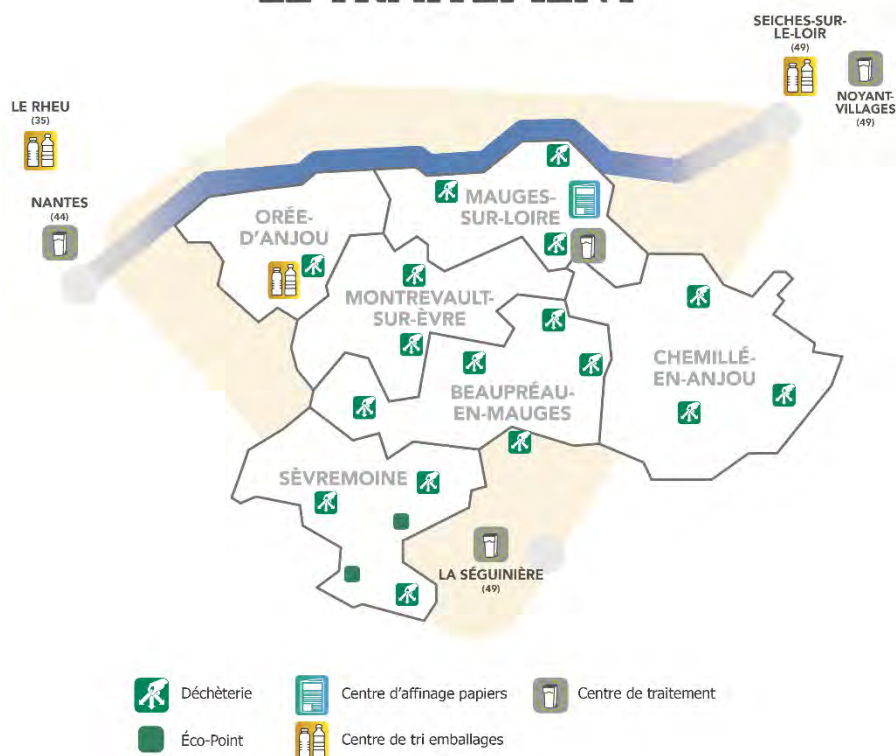 SEICHES-SUR-
LE-LOIR
(49)
NOYANT-
VILLAGES
(49)
LE RHEU
(35)
NANTES
(44)
MAUGES-
SUR-LOIRE
ORÉE-
D'ANJOU
MONTREVAULT-
SUR-ÈVRE
CHEMILLÉ-
EN-ANJOU
BEAUPRÉAU-
EN-MAUGES
SÈVREMOINE
LA SÉGUINIÈRE
(49)
Déchèterie
Centre d'affinage papiers
Centre de traitement
Éco-Point
Centre de tri emballages